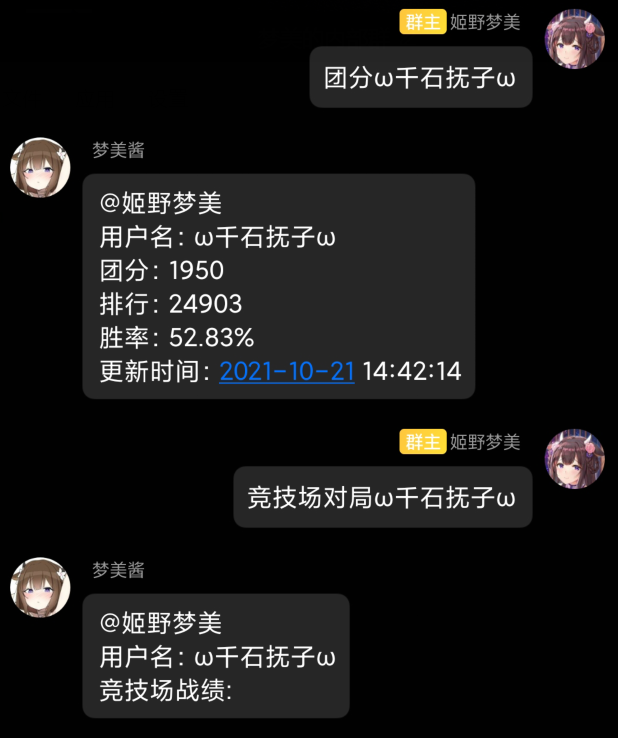 群主 姬野梦美
团分ω千石抚子ω
梦美酱
@姬野梦美
用户名：ω千石抚子ω
团分：1950
排行：24903
胜率：52.83%
更新时间：2021-10-21 14:42:14
群主 姬野梦美
竞技场对局ω千石抚子ω
梦美酱
@姬野梦美
用户名：ω千石抚子ω
竞技场战绩: